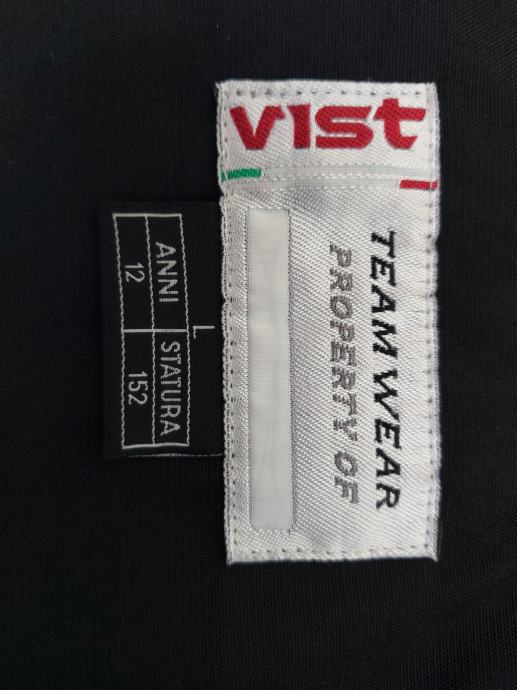 vist
TEAM WEAR
PROPERTY OF
L
ANNI STATURA
12 152